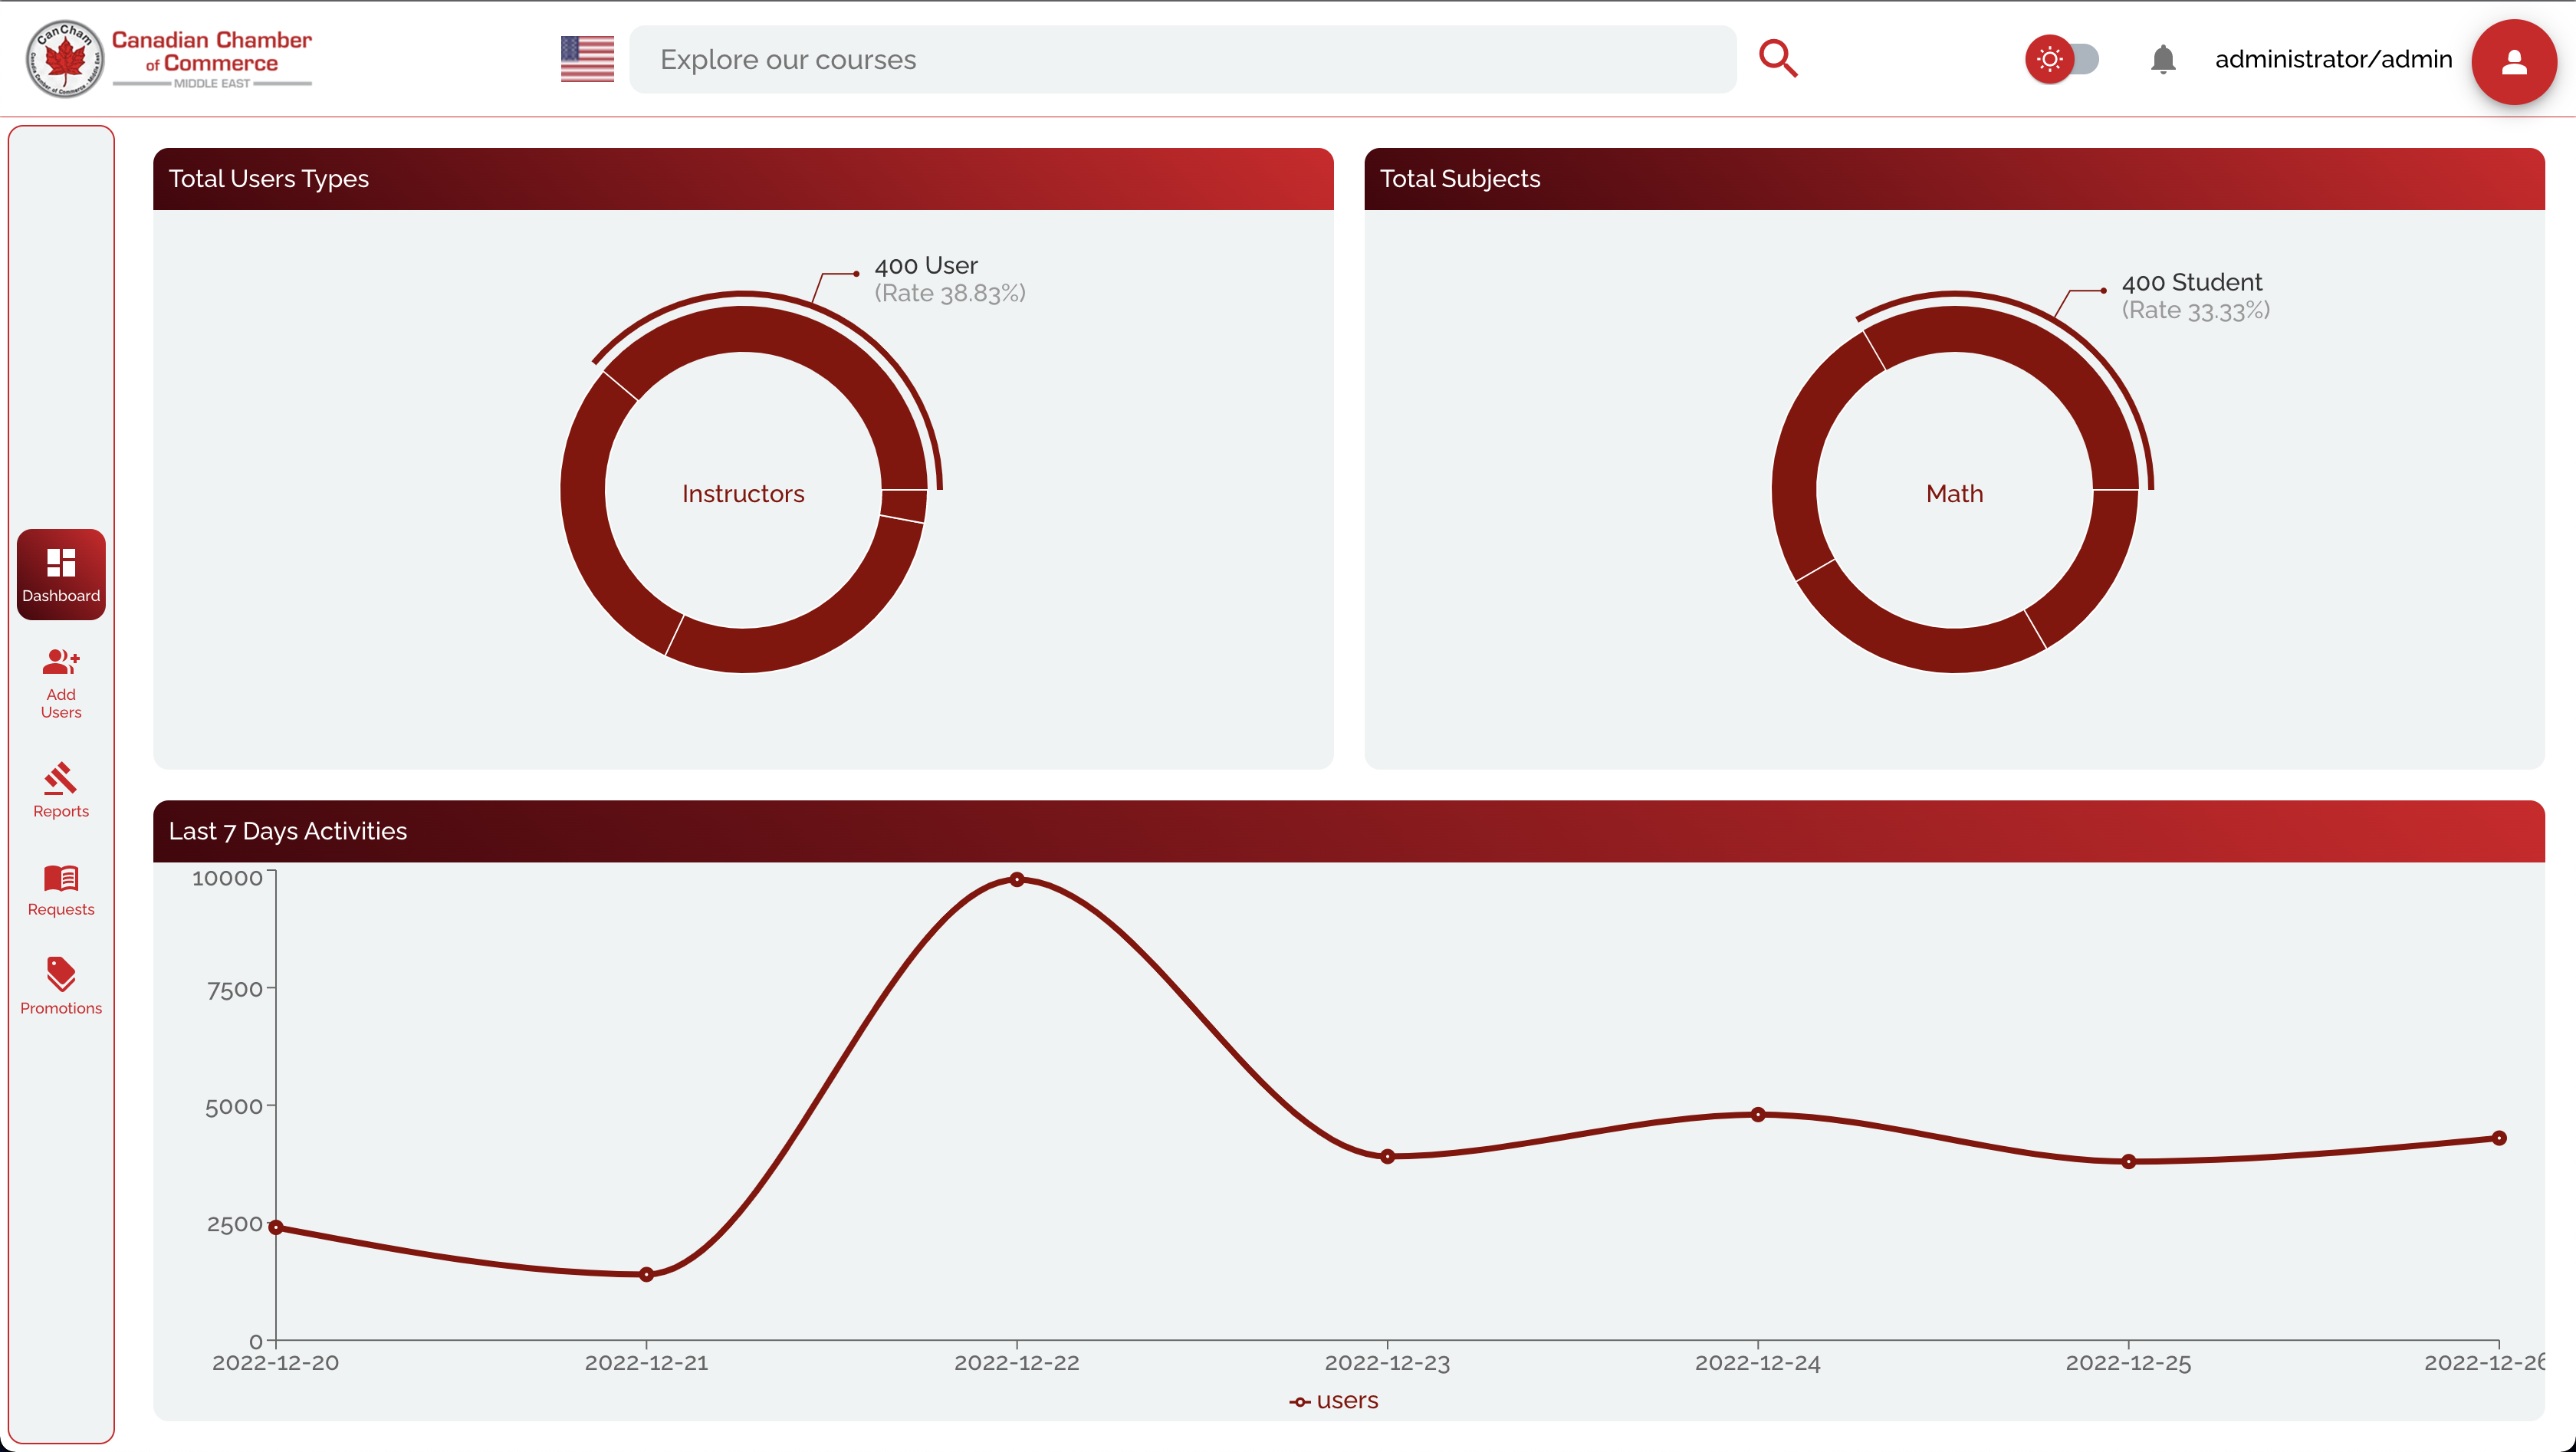 CanCham
Canadian Chamber
of Commerce
MIDDLE EAST
Explore our courses
administrator/admin
Total Users Types
400 User
(Rate 38.83%)
Instructors
Total Subjects
400 Student
(Rate 33.33%)
Math
Dashboard
Add
Users
Reports
Requests
Promotions
Last 7 Days Activities
10000
7500
5000
2500
0
2022-12-20
2022-12-21
2022-12-22
2022-12-23
2022-12-24
2022-12-25
2022-12-26
users